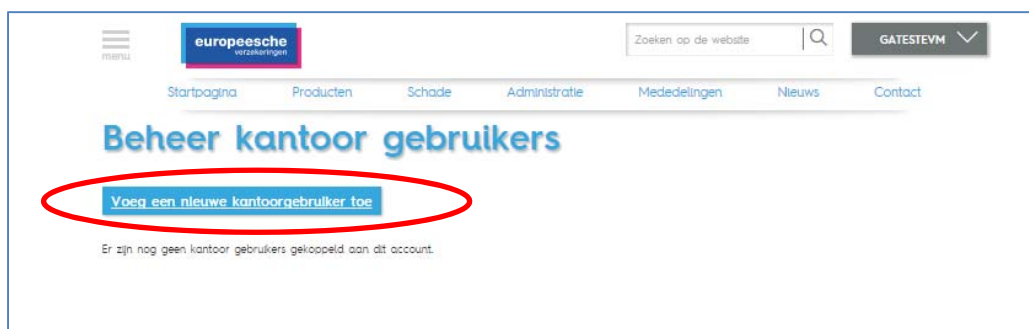 menu
europeesche
verzekeringen
Zoeken op de website
GATESTEVM
Startpagina Producten Schade Administratie Mededelingen Nieuws Contact
Beheer kantoor gebruikers
Voeg een nieuwe kantoorgebruiker toe
Er zijn nog geen kantoor gebruikers gekoppeld aan dit account.